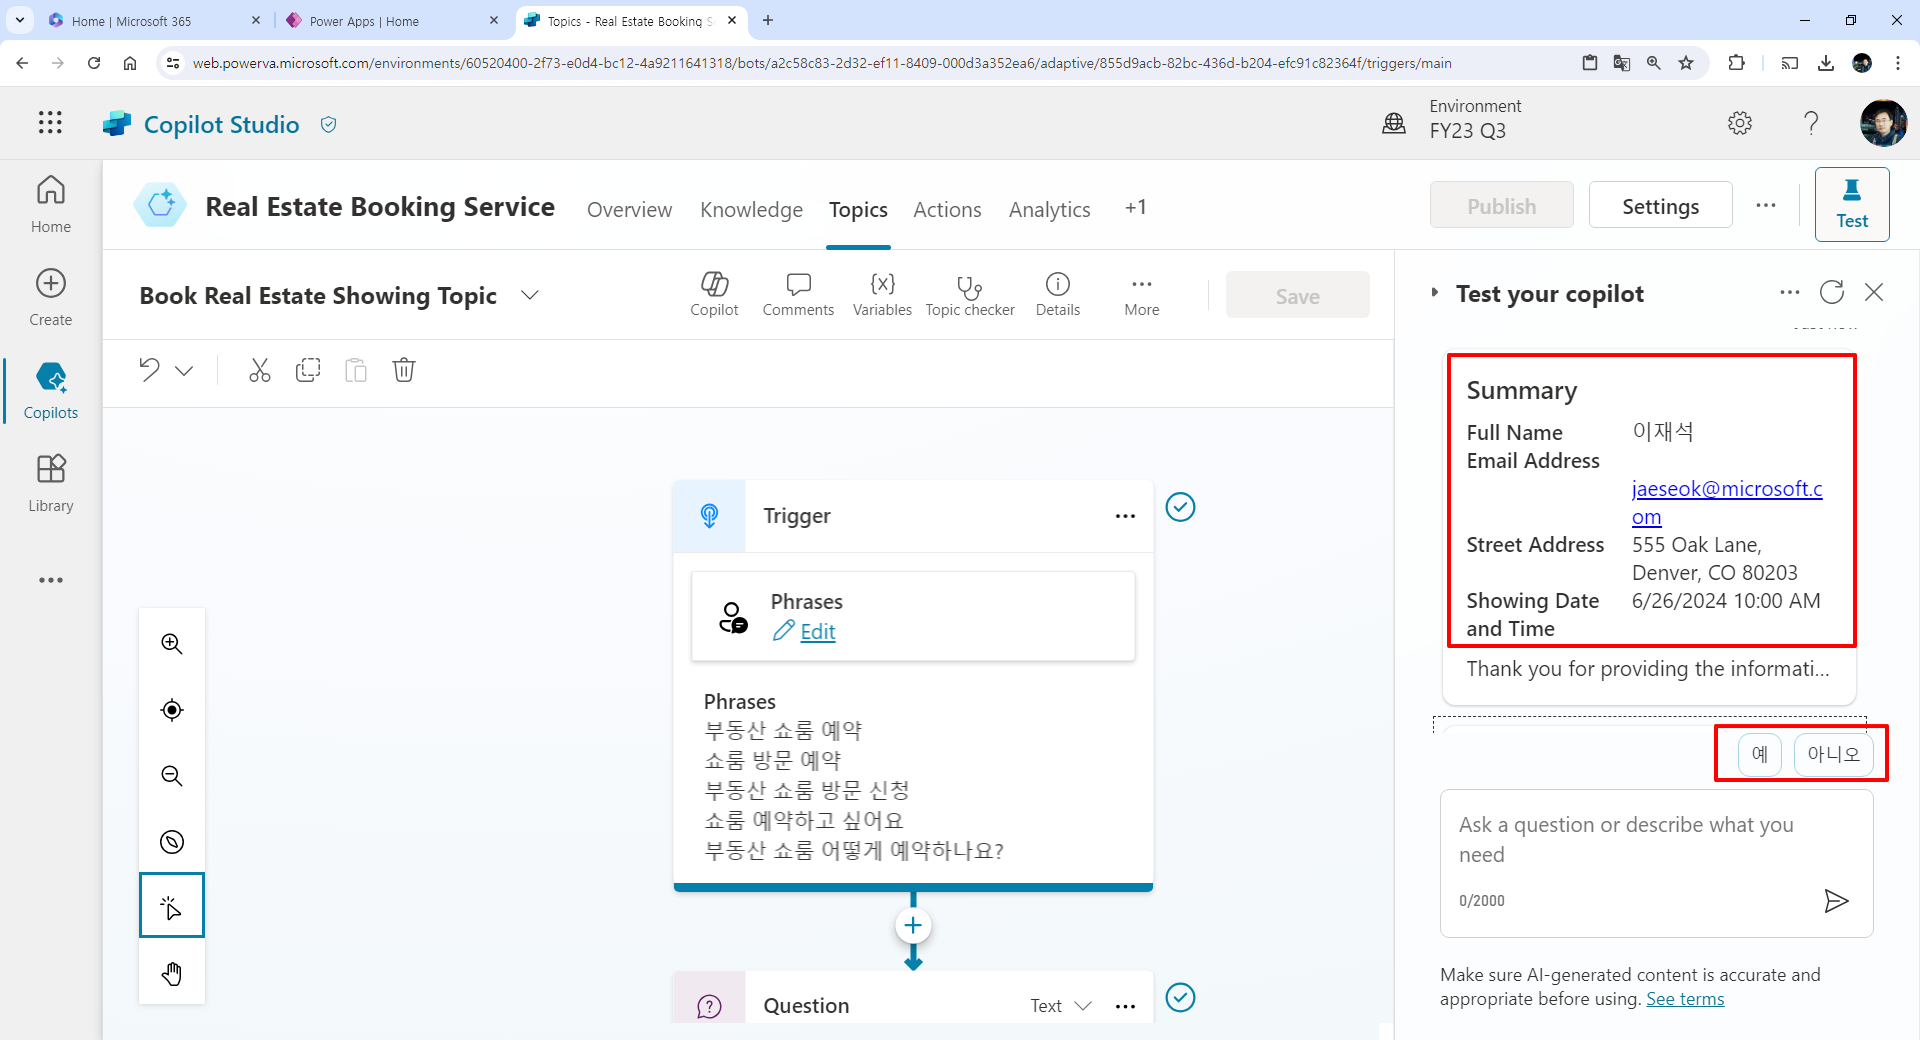 Home | Microsoft 365
Power Apps | Home
Topics - Real Estate Booking S
web.powerva.microsoft.com/environments/60520400-2f73-e0d4-bc12-4a9211641318/bots/a2c58c83-2d32-ef11-8409-000d3a352ea6/adaptive/855d9acb-82bc-436d-b204-efc91c82364f/triggers/main
Copilot Studio
Environment
FY23 Q3
Home
Create
Copilots
Library
Real Estate Booking Service
Overview
Knowledge
Topics
Actions
Analytics
+1
Publish
Settings
Test
Book Real Estate Showing Topic
Copilot
Comments
Variables
Topic checker
Details
More
Save
Trigger
Phrases
Edit
Phrases
부동산 쇼룸 예약
쇼룸 방문 예약
부동산 쇼룸 방문 신청
쇼룸 예약하고 싶어요
부동산 쇼룸 어떻게 예약하나요?
Question
Text
Test your copilot
Summary
Full Name 이재석
Email Address
jaeseok@microsoft.c
om
Street Address 555 Oak Lane,
Denver, CO 80203
Showing Date 6/26/2024 10:00 AM
and Time
Thank you for providing the informati...
예
아니오
Ask a question or describe what you
need
0/2000
Make sure AI-generated content is accurate and
appropriate before using. See terms